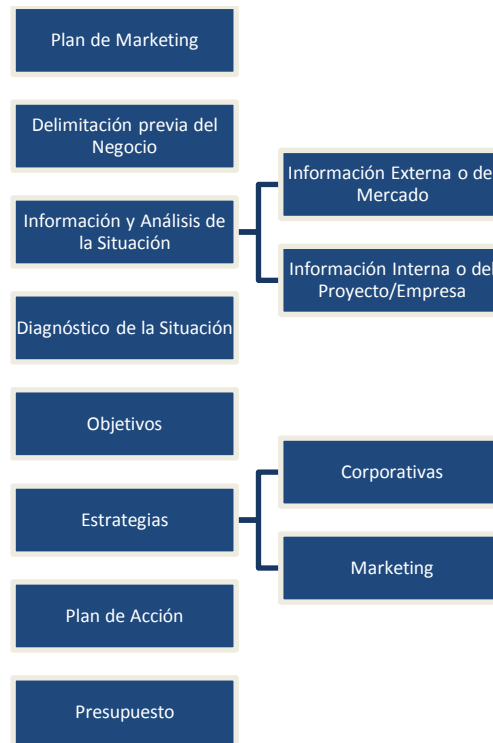 Plan de Marketing
Delimitación previa del
Negocio
Información y Análisis de
la Situación
Información Externa o de
Mercado
Información Interna o del
Proyecto/Empresa
Diagnóstico de la Situación
Objetivos
Estrategias
Corporativas
Marketing
Plan de Acción
Presupuesto